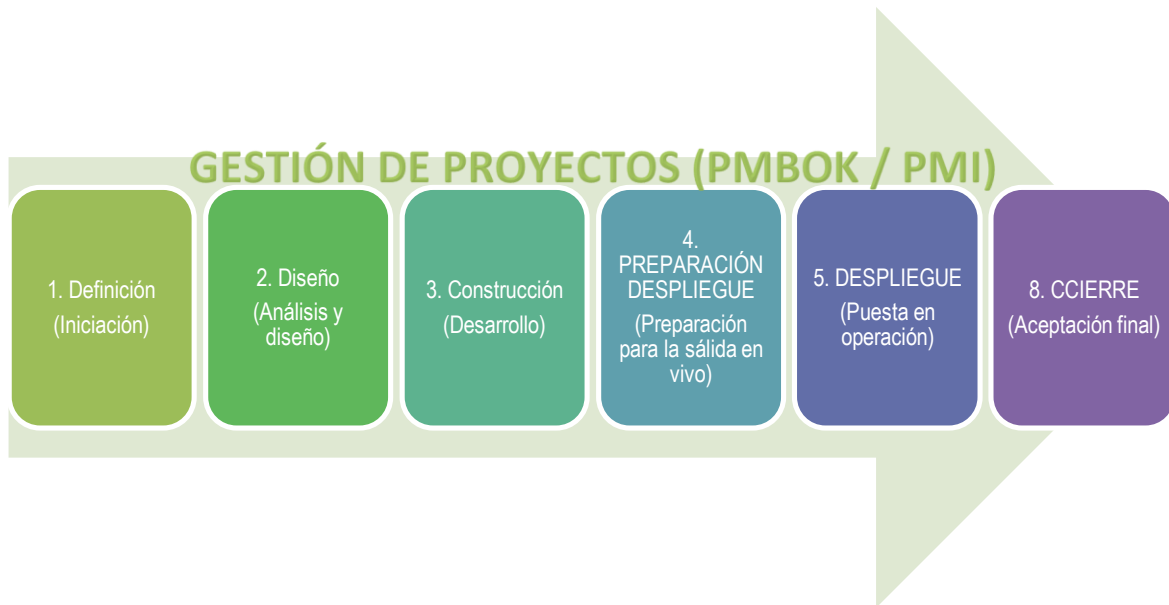 GESTIÓN DE PROYECTOS (PMBOK / PMI)
1. Definición
(Iniciación)
2. Diseño
(Análisis y
diseño)
3. Construcción
(Desarrollo)
4.
PREPARACIÓN
DESPLIEGUE
(Preparación
para la sálida en
vivo)
5. DESPLIEGUE
(Puesta en
operación)
8. CCIERRE
(Aceptación final)